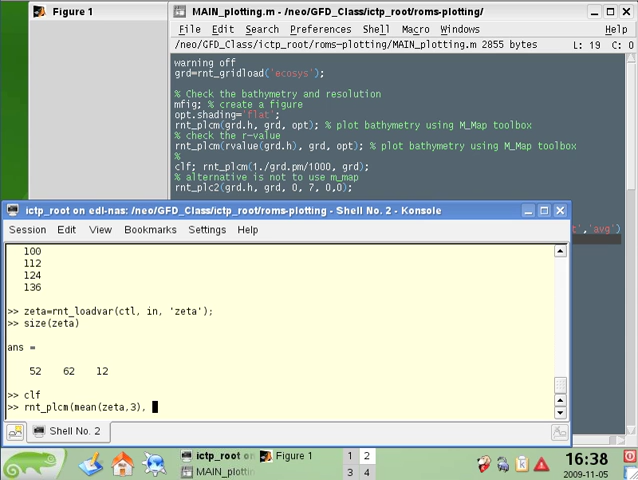 Figure 1
MAIN_plotting.m - /neo/GFD_Class/ictp_root/roms-plotting/
File Edit Search Preferences Shell Macro Windows Help
/neo/GFD_Class/ictp_root/roms-plotting/MAIN_plotting.m 2855 bytes L: 19 C: 0
warning off
grd=rnt_gridload('ecosys');
% Check the bathymetry and resolution
mfig; % create a figure
opt.shading='flat';
rnt_plcm(grd.h, grd, opt); % plot bathymetry using M_Map toolbox
% check the r-value
rnt_plcm(rvalue(grd.h), grd, opt); % plot bathymetry using M_Map toolbox
%
clf; rnt_plcm(1./grd.pm/1000, grd);
% alternative is not to use m_map
rnt_plc2(grd.h, grd, 0, 7, 0,0);
t','avg')
ictp_root on edl-nas: /neo/GFD_Class/ictp_root/roms-plotting - Shell No. 2 - Konsole
Session Edit View Bookmarks Settings Help
100
112
124
136
>> zeta=rnt_loadvar(ctl, in, 'zeta');
>> size(zeta)
ans =
52 62 12
>> clf
>> rnt_plcm(mean(zeta,3),
Shell No. 2
ictp_root on Figure 1 1 2
MAIN_plottin 3 4
16:38
2009-11-05